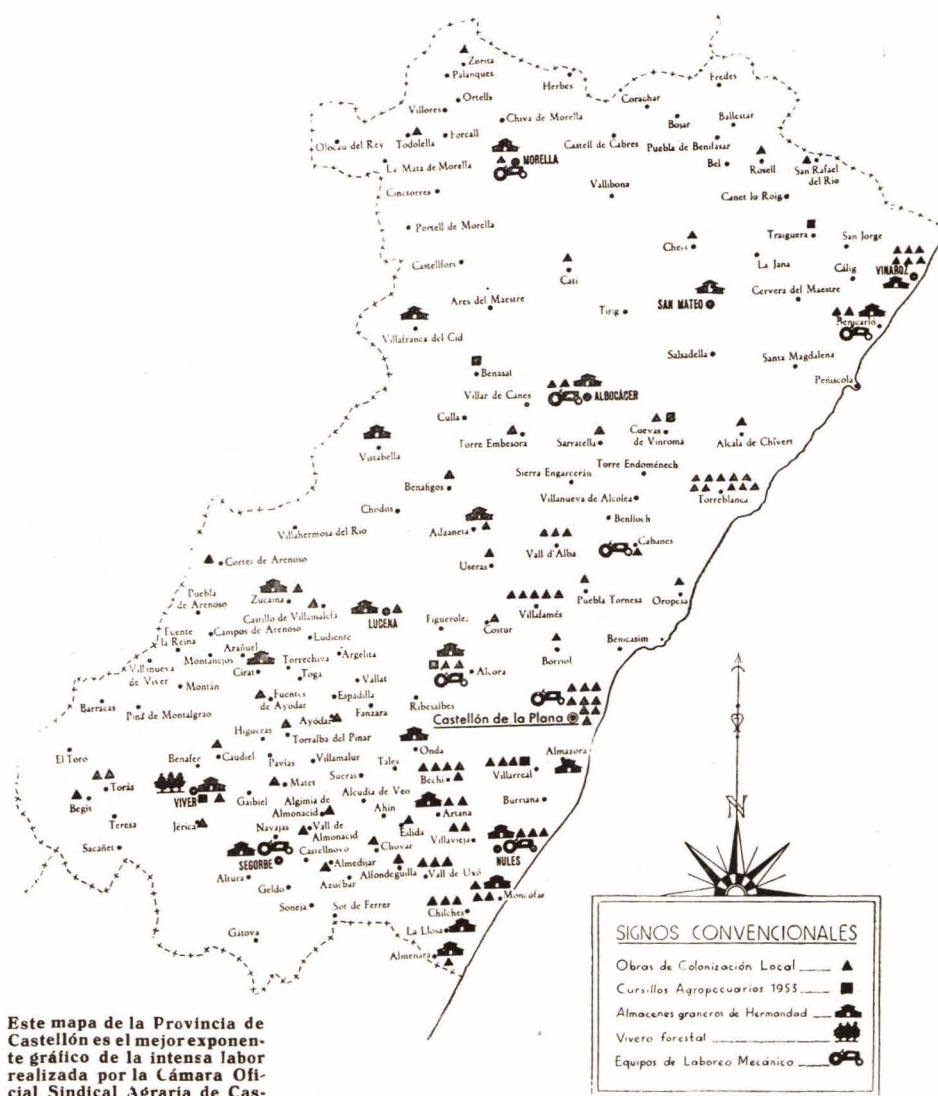 Zorita
Palanques
Herbes
Fredes
Ortells
Corachar
Villores
Chiva de Morella
Bojar
Ballestar
Olocau del Rey
Todolella
Forcall
Castell de Cabres
Puebla de Benifasar
MORELLA
La Mata de Morella
Bel
Rosell
San Rafael
del Río
Cinctorres
Vallibona
Canet lo Roig
Portell de Morella
Traiguera
San Jorge
Chert
Castellfort
Catí
La Jana
Cálig
VINAROZ
Ares del Maestre
SAN MATEO
Cervera del Maestre
Tirig
Benicarló
Villafranca del Cid
Salsadella
Santa Magdalena
Benasal
Peñíscola
Villar de Canes
ALBOCÁCER
Culla
Torre Embesora
Sarratella
Cuevas
de Vinromá
Alcalá de Chivert
Vistabella
Sierra Engarcerán
Torre Endoménech
Benafigos
Villanueva de Alcolea
Torreblanca
Chodos
Benlloch
Villahermosa del Río
Adzaneta
Vall d'Alba
Cabanes
Cortes de Arenoso
Useras
Puebla
de Arenoso
Zucaina
Castillo de Villamalefa
LUCENA
Figueroles
Costur
Villafamés
Puebla Tornesa
Oropesa
Fuente
la Reina
Campos de Arenoso
Ludiente
Benicasim
Montanejos
Arañuel
Argelita
Borriol
Villanueva
de Viver
Cirat
Torrechiva
Toga
Vallat
Alcora
Montán
Barracas
Pina de Montalgrao
Fuentes
de Ayódar
Espadilla
Fanzara
Ribesalbes
Castellón de la Plana
Ayódar
Higueras
Torralba del Pinar
El Toro
Benafer
Caudiel
Pavías
Villamalur
Onda
Almazora
Torás
Tales
Bechí
Villarreal
Matet
Sueras
Begís
VIVER
Gaibiel
Algimia de
Almonacid
Alcudia de Veo
Burriana
Teresa
Jérica
Ahín
Artana
Navajas
Vall de
Almonacid
Eslida
Villavieja
Sacañet
SEGORBE
Castellnovo
Chovar
NULES
Altura
Almedíjar
Azuébar
Alfondeguilla
Vall de Uxó
Geldo
Moncófar
Soneja
Sot de Ferrer
Chilches
Gátova
La Llosa
Almenara
N
SIGNOS CONVENCIONALES
Obras de Colonización Local
Cursillos Agropecuarios 1953
Almacenes graneros de Hermandad
Vivero forestal
Equipos de Laboreo Mecánico
Este mapa de la Provincia de
Castellón es el mejor exponen-
te gráfico de la intensa labor
realizada por la Cámara Ofi-
cial Sindical Agraria de Cas-